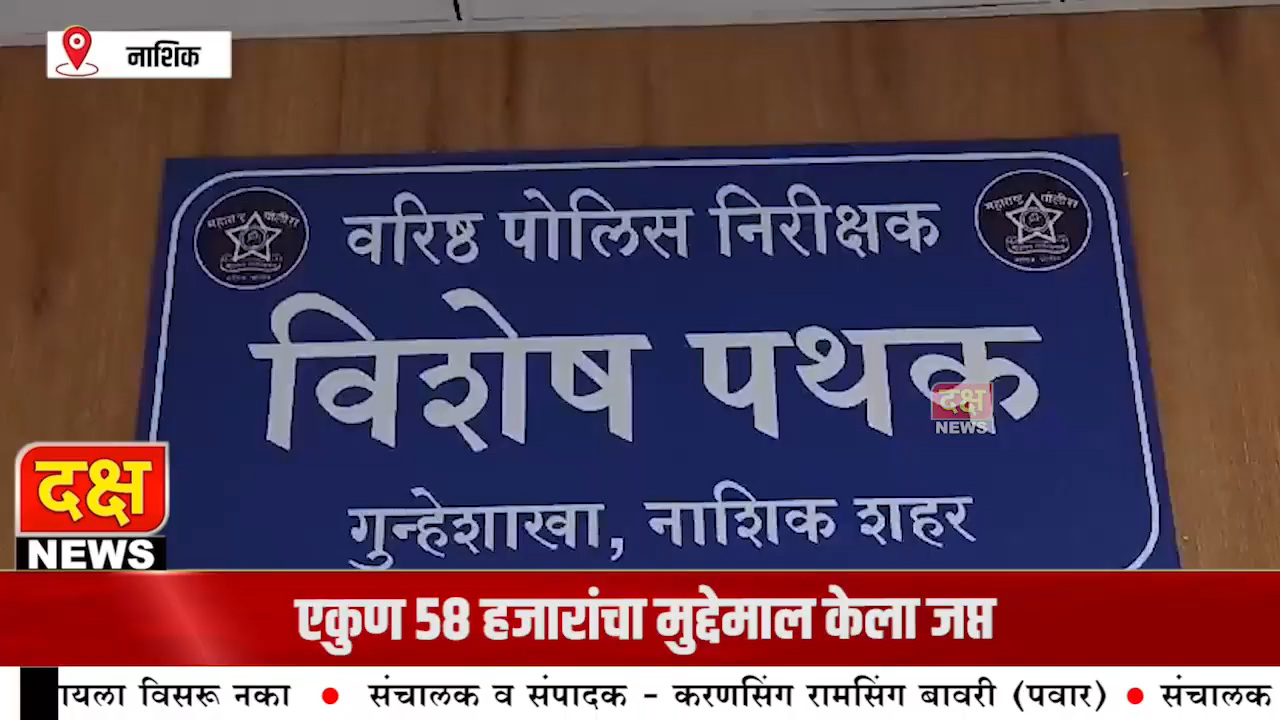 नाशिक
वरिष्ठ पोलिस निरीक्षक
विशेष पथक
दक्ष
NEWS
गुन्हेशाखा, नाशिक शहर
दक्ष
NEWS
एकुण 58 हजारांचा मुद्देमाल केला जप्त
यला विसरू नका • संचालक व संपादक - करणसिंग रामसिंग बावरी (पवार) • संचालक